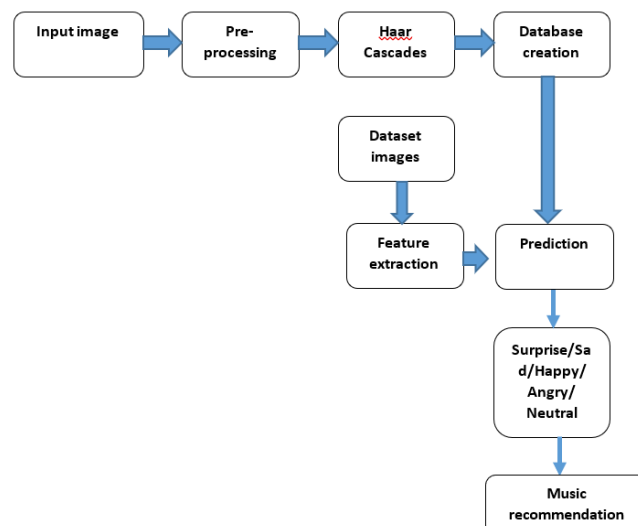 Input image
Pre-
processing
Haar
Cascades
Database
creation
Dataset
images
Feature
extraction
Prediction
Surprise/Sa
d/Happy/
Angry/
Neutral
Music
recommendation